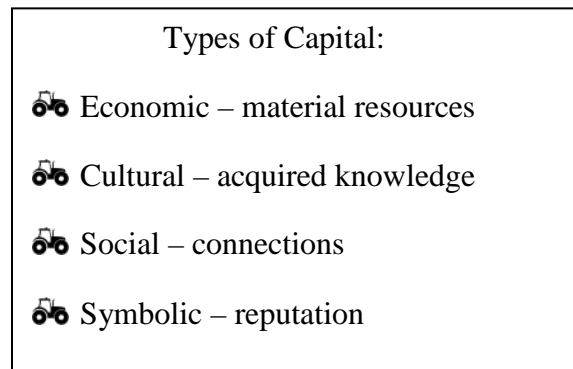 Types of Capital:
Economic – material resources
Cultural – acquired knowledge
Social – connections
Symbolic – reputation